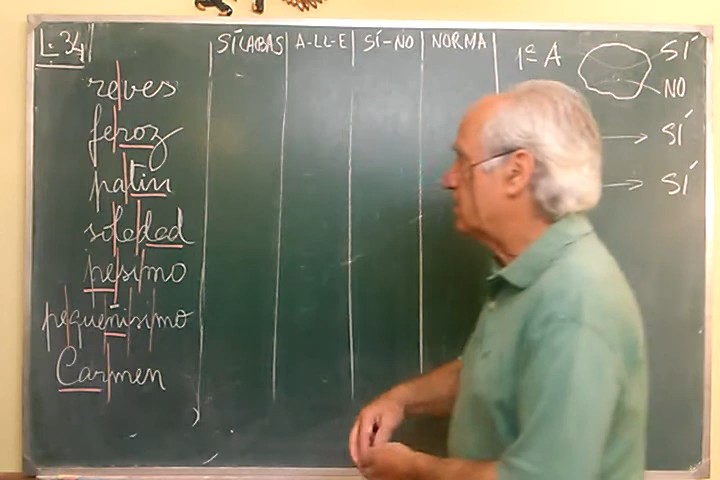 L: 34
SÍLABAS A-LL-E SÍ-NO NORMA
1ª A SÍ
NO
SÍ
SÍ
reves
feroz
patin
soledad
pesimo
pequeñisimo
Carmen